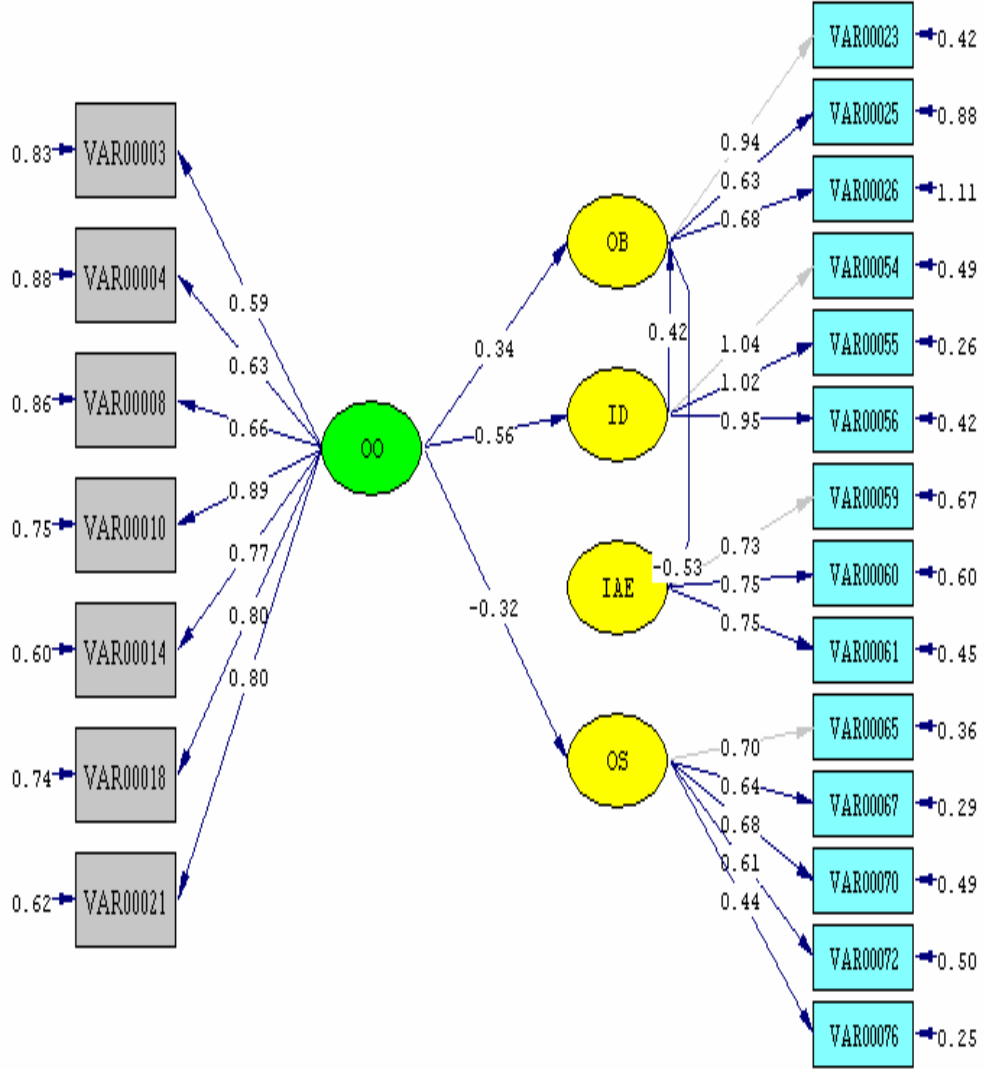 VAR00023
0.42
VAR00025
0.88
VAR00026
1.11
VAR00054
0.49
VAR00055
0.26
VAR00056
0.42
VAR00059
0.67
VAR00060
0.60
VAR00061
0.45
VAR00065
0.36
VAR00067
0.29
VAR00070
0.49
VAR00072
0.50
VAR00076
0.25
0.83
VAR00003
0.88
VAR00004
0.86
VAR00008
0.75
VAR00010
0.60
VAR00014
0.74
VAR00018
0.62
VAR00021
0.59
0.63
0.66
0.89
0.77
0.80
0.80
OO
0.34
0.56
-0.32
OB
ID
IAE
OS
0.42
-0.53
0.94
0.63
0.68
1.04
1.02
0.95
0.73
0.75
0.75
0.70
0.64
0.68
0.61
0.44